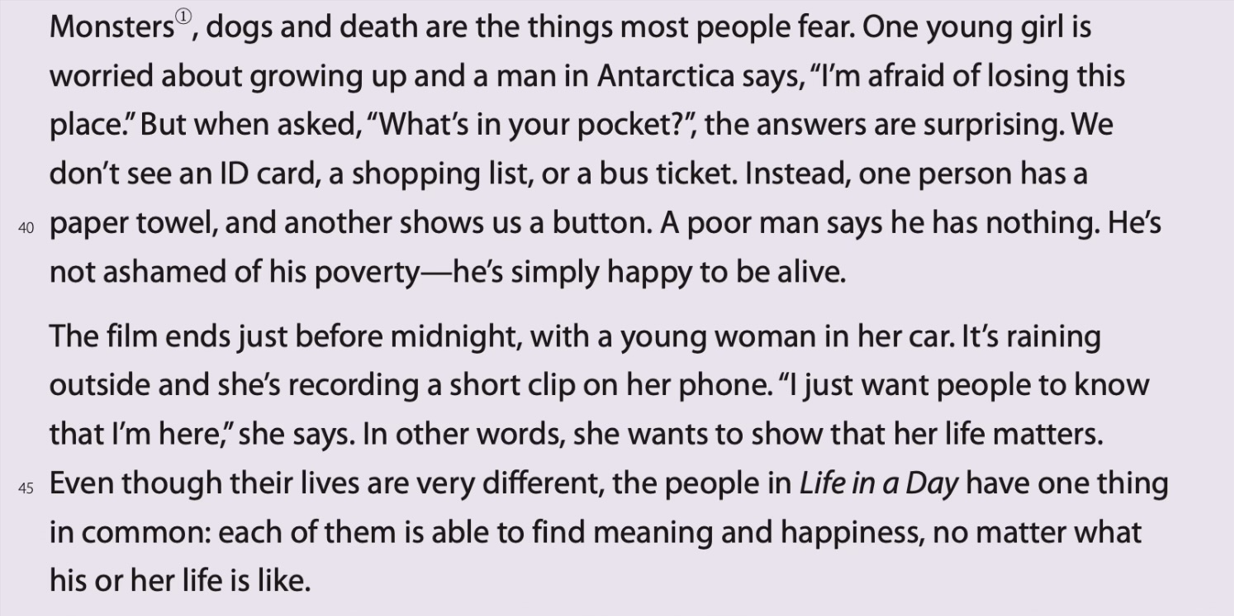 Monsters①, dogs and death are the things most people fear. One young girl is
worried about growing up and a man in Antarctica says, “I’m afraid of losing this
place.” But when asked, “What’s in your pocket?”, the answers are surprising. We
don’t see an ID card, a shopping list, or a bus ticket. Instead, one person has a
40 paper towel, and another shows us a button. A poor man says he has nothing. He’s
not ashamed of his poverty—he’s simply happy to be alive.
The film ends just before midnight, with a young woman in her car. It’s raining
outside and she’s recording a short clip on her phone. “I just want people to know
that I’m here,” she says. In other words, she wants to show that her life matters.
45 Even though their lives are very different, the people in Life in a Day have one thing
in common: each of them is able to find meaning and happiness, no matter what
his or her life is like.